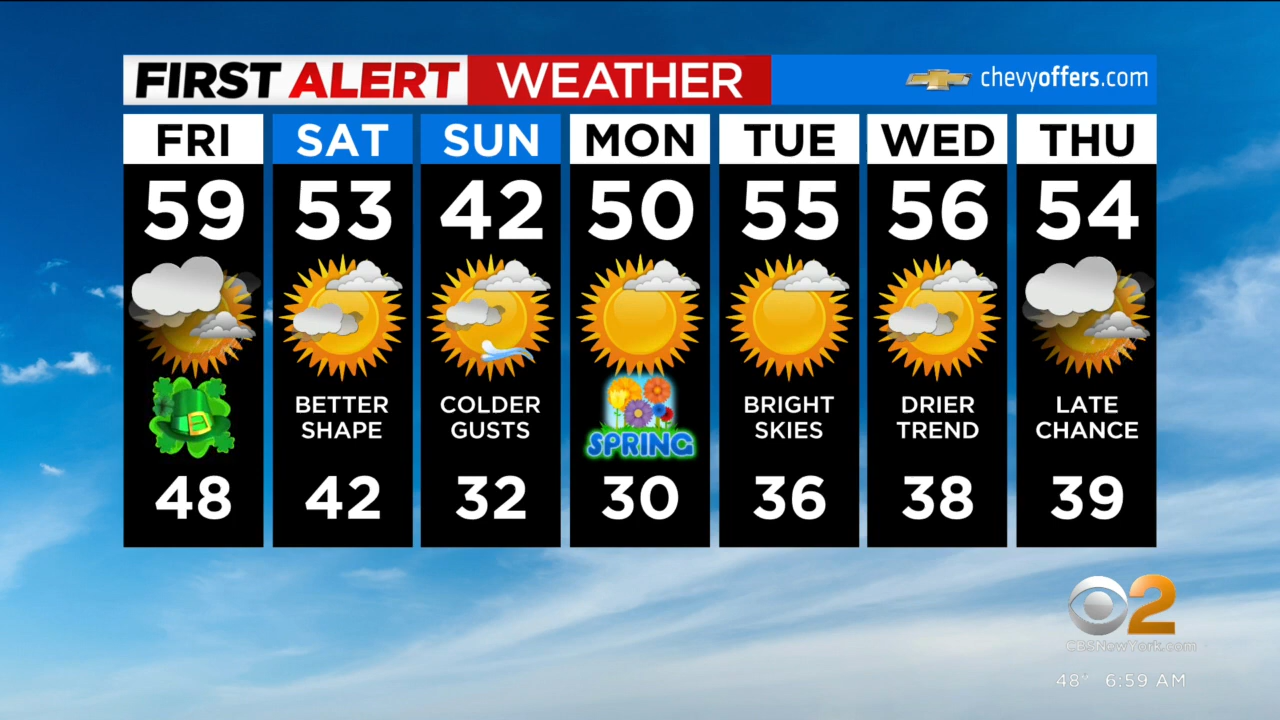 FIRST ALERT WEATHER
chevyoffers.com
FRI SAT SUN MON TUE WED THU
59 53 42 50 55 56 54
BETTER SHAPE
COLDER GUSTS
SPRING
BRIGHT SKIES
DRIER TREND
LATE CHANCE
48 42 32 30 36 38 39
2
CBSNewYork.com
48° 6:59 AM